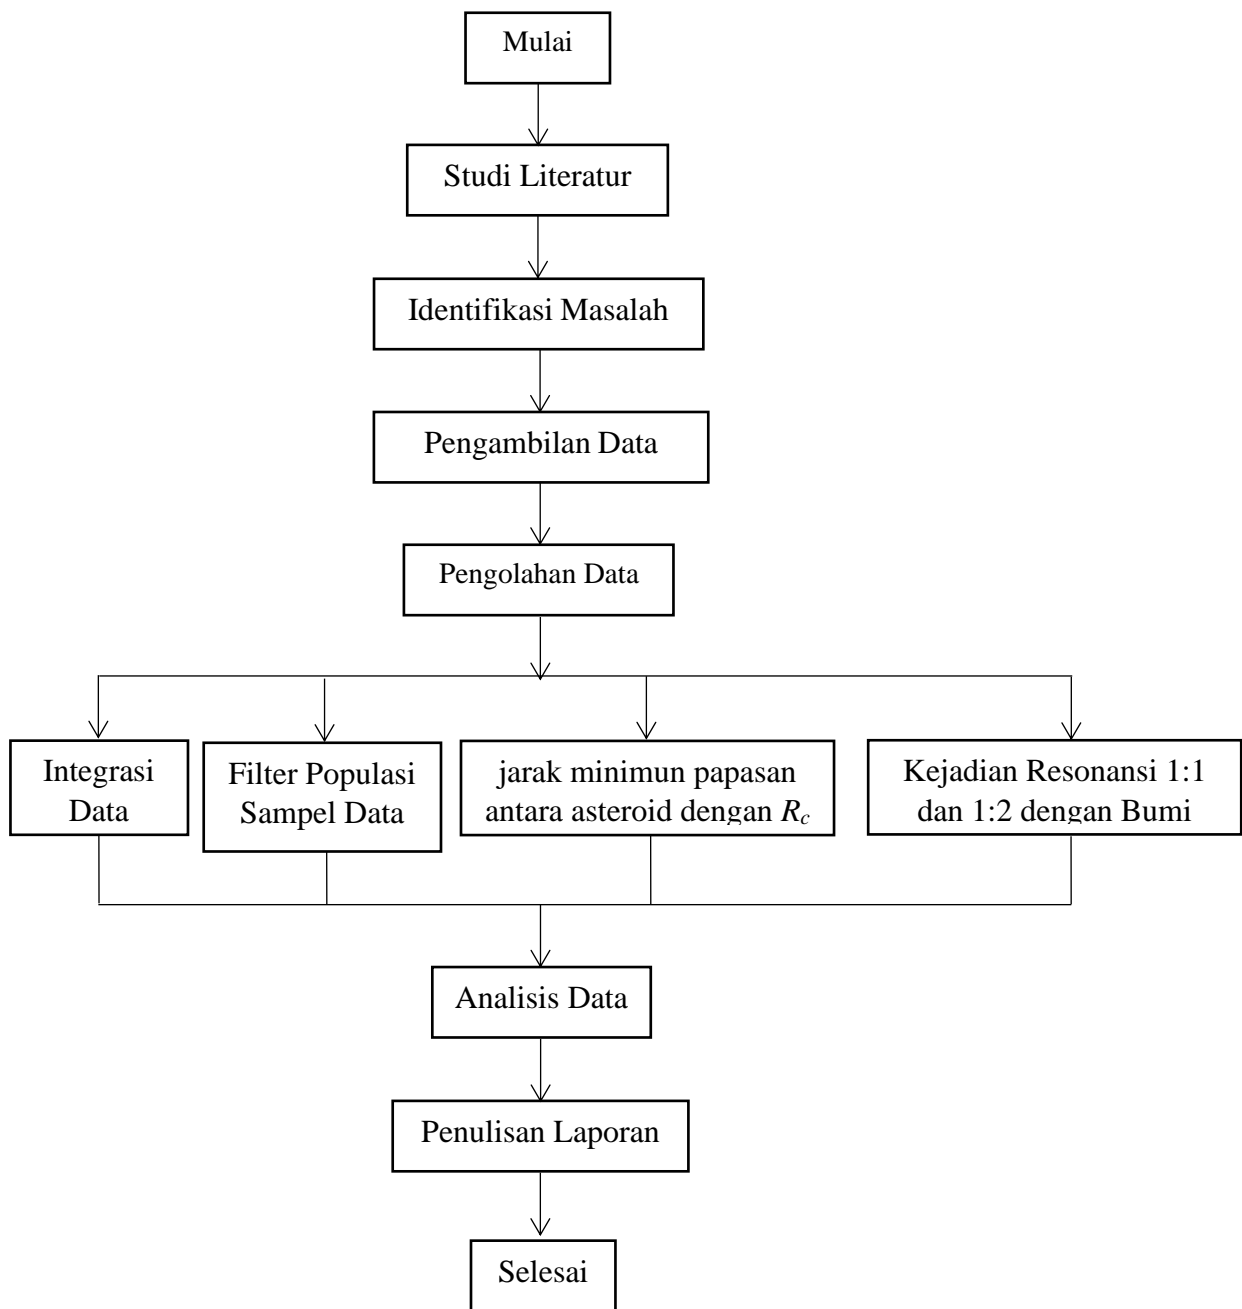 Mulai
Studi Literatur
Identifikasi Masalah
Pengambilan Data
Pengolahan Data
Integrasi
Data
Filter Populasi
Sampel Data
jarak minimun papasan
antara asteroid dengan Rc
Kejadian Resonansi 1:1
dan 1:2 dengan Bumi
Analisis Data
Penulisan Laporan
Selesai